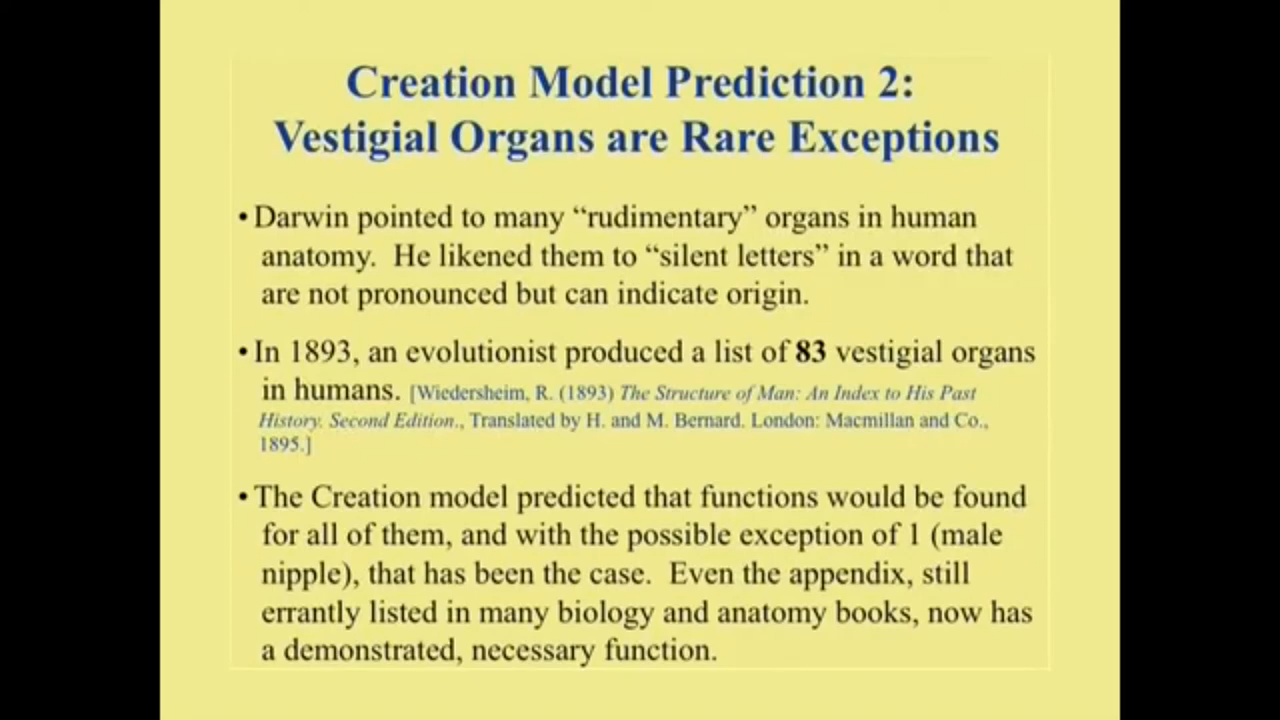 Creation Model Prediction 2:
Vestigial Organs are Rare Exceptions
• Darwin pointed to many “rudimentary” organs in human
anatomy.  He likened them to “silent letters” in a word that
are not pronounced but can indicate origin.
• In 1893, an evolutionist produced a list of 83 vestigial organs
in humans. [Wiedersheim, R. (1893) The Structure of Man: An Index to His Past
History. Second Edition., Translated by H. and M. Bernard. London: Macmillan and Co.,
1895.]
• The Creation model predicted that functions would be found
for all of them, and with the possible exception of 1 (male
nipple), that has been the case.  Even the appendix, still
errantly listed in many biology and anatomy books, now has
a demonstrated, necessary function.